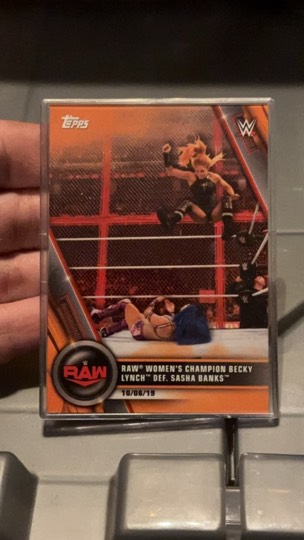 Topps
W
RAW® WOMEN'S CHAMPION BECKY
LYNCH™ DEF. SASHA BANKS™
RAW
10/06/19